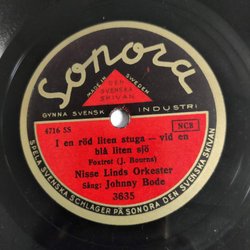 Sonora
MADE IN SWEDEN
DEN SVENSKA SKIVAN
GYNNA SVENSK INDUSTRI
4716 SS
NCB
I en röd liten stuga — vid en
blå liten sjö
Foxtrot (J. Bourns)
Nisse Linds Orkester
Sång: Johnny Bode
3635
SPELA SVENSKA SCHLAGER PÅ SONORA DEN SVENSKA SKIVAN